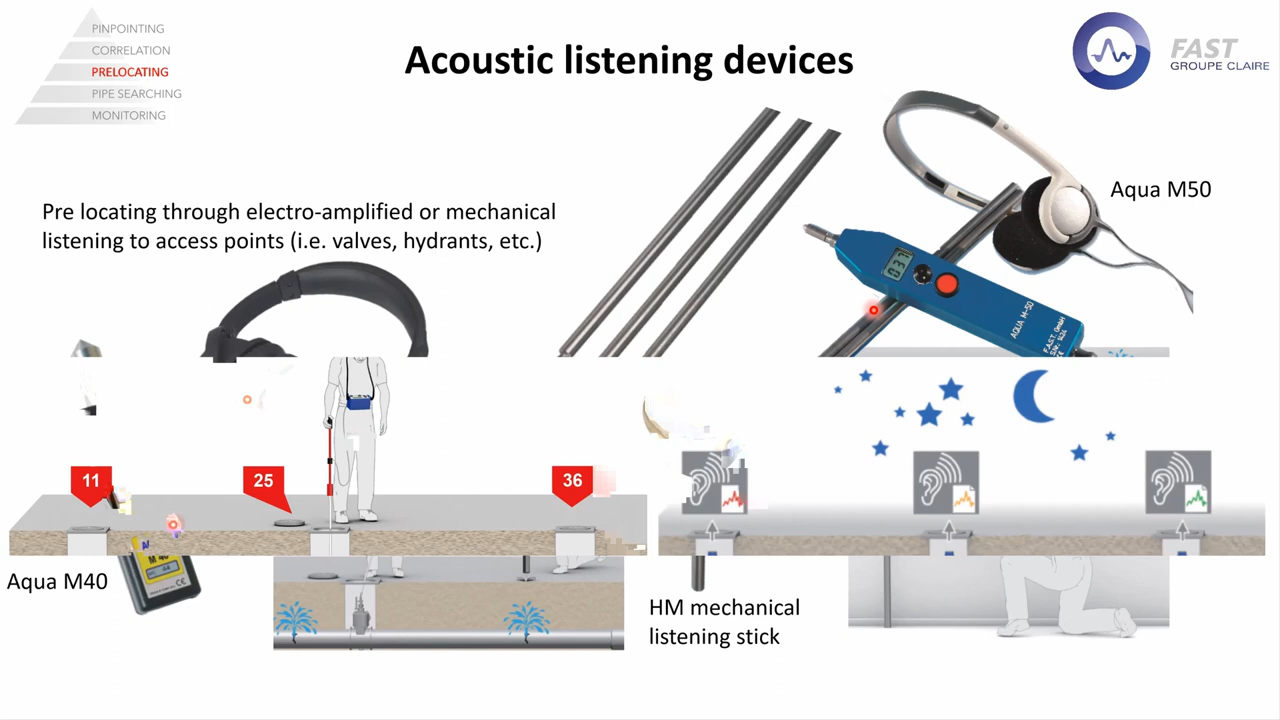 PINPOINTING
CORRELATION
PRELOCATING
PIPE SEARCHING
MONITORING
Acoustic listening devices
FAST
GROUPE CLAIRE
Aqua M50
Pre locating through electro-amplified or mechanical
listening to access points (i.e. valves, hydrants, etc.)
037
AQUA M-50
F.A.S.T. GmbH
11
25
36
Aqua M40
HM mechanical
listening stick